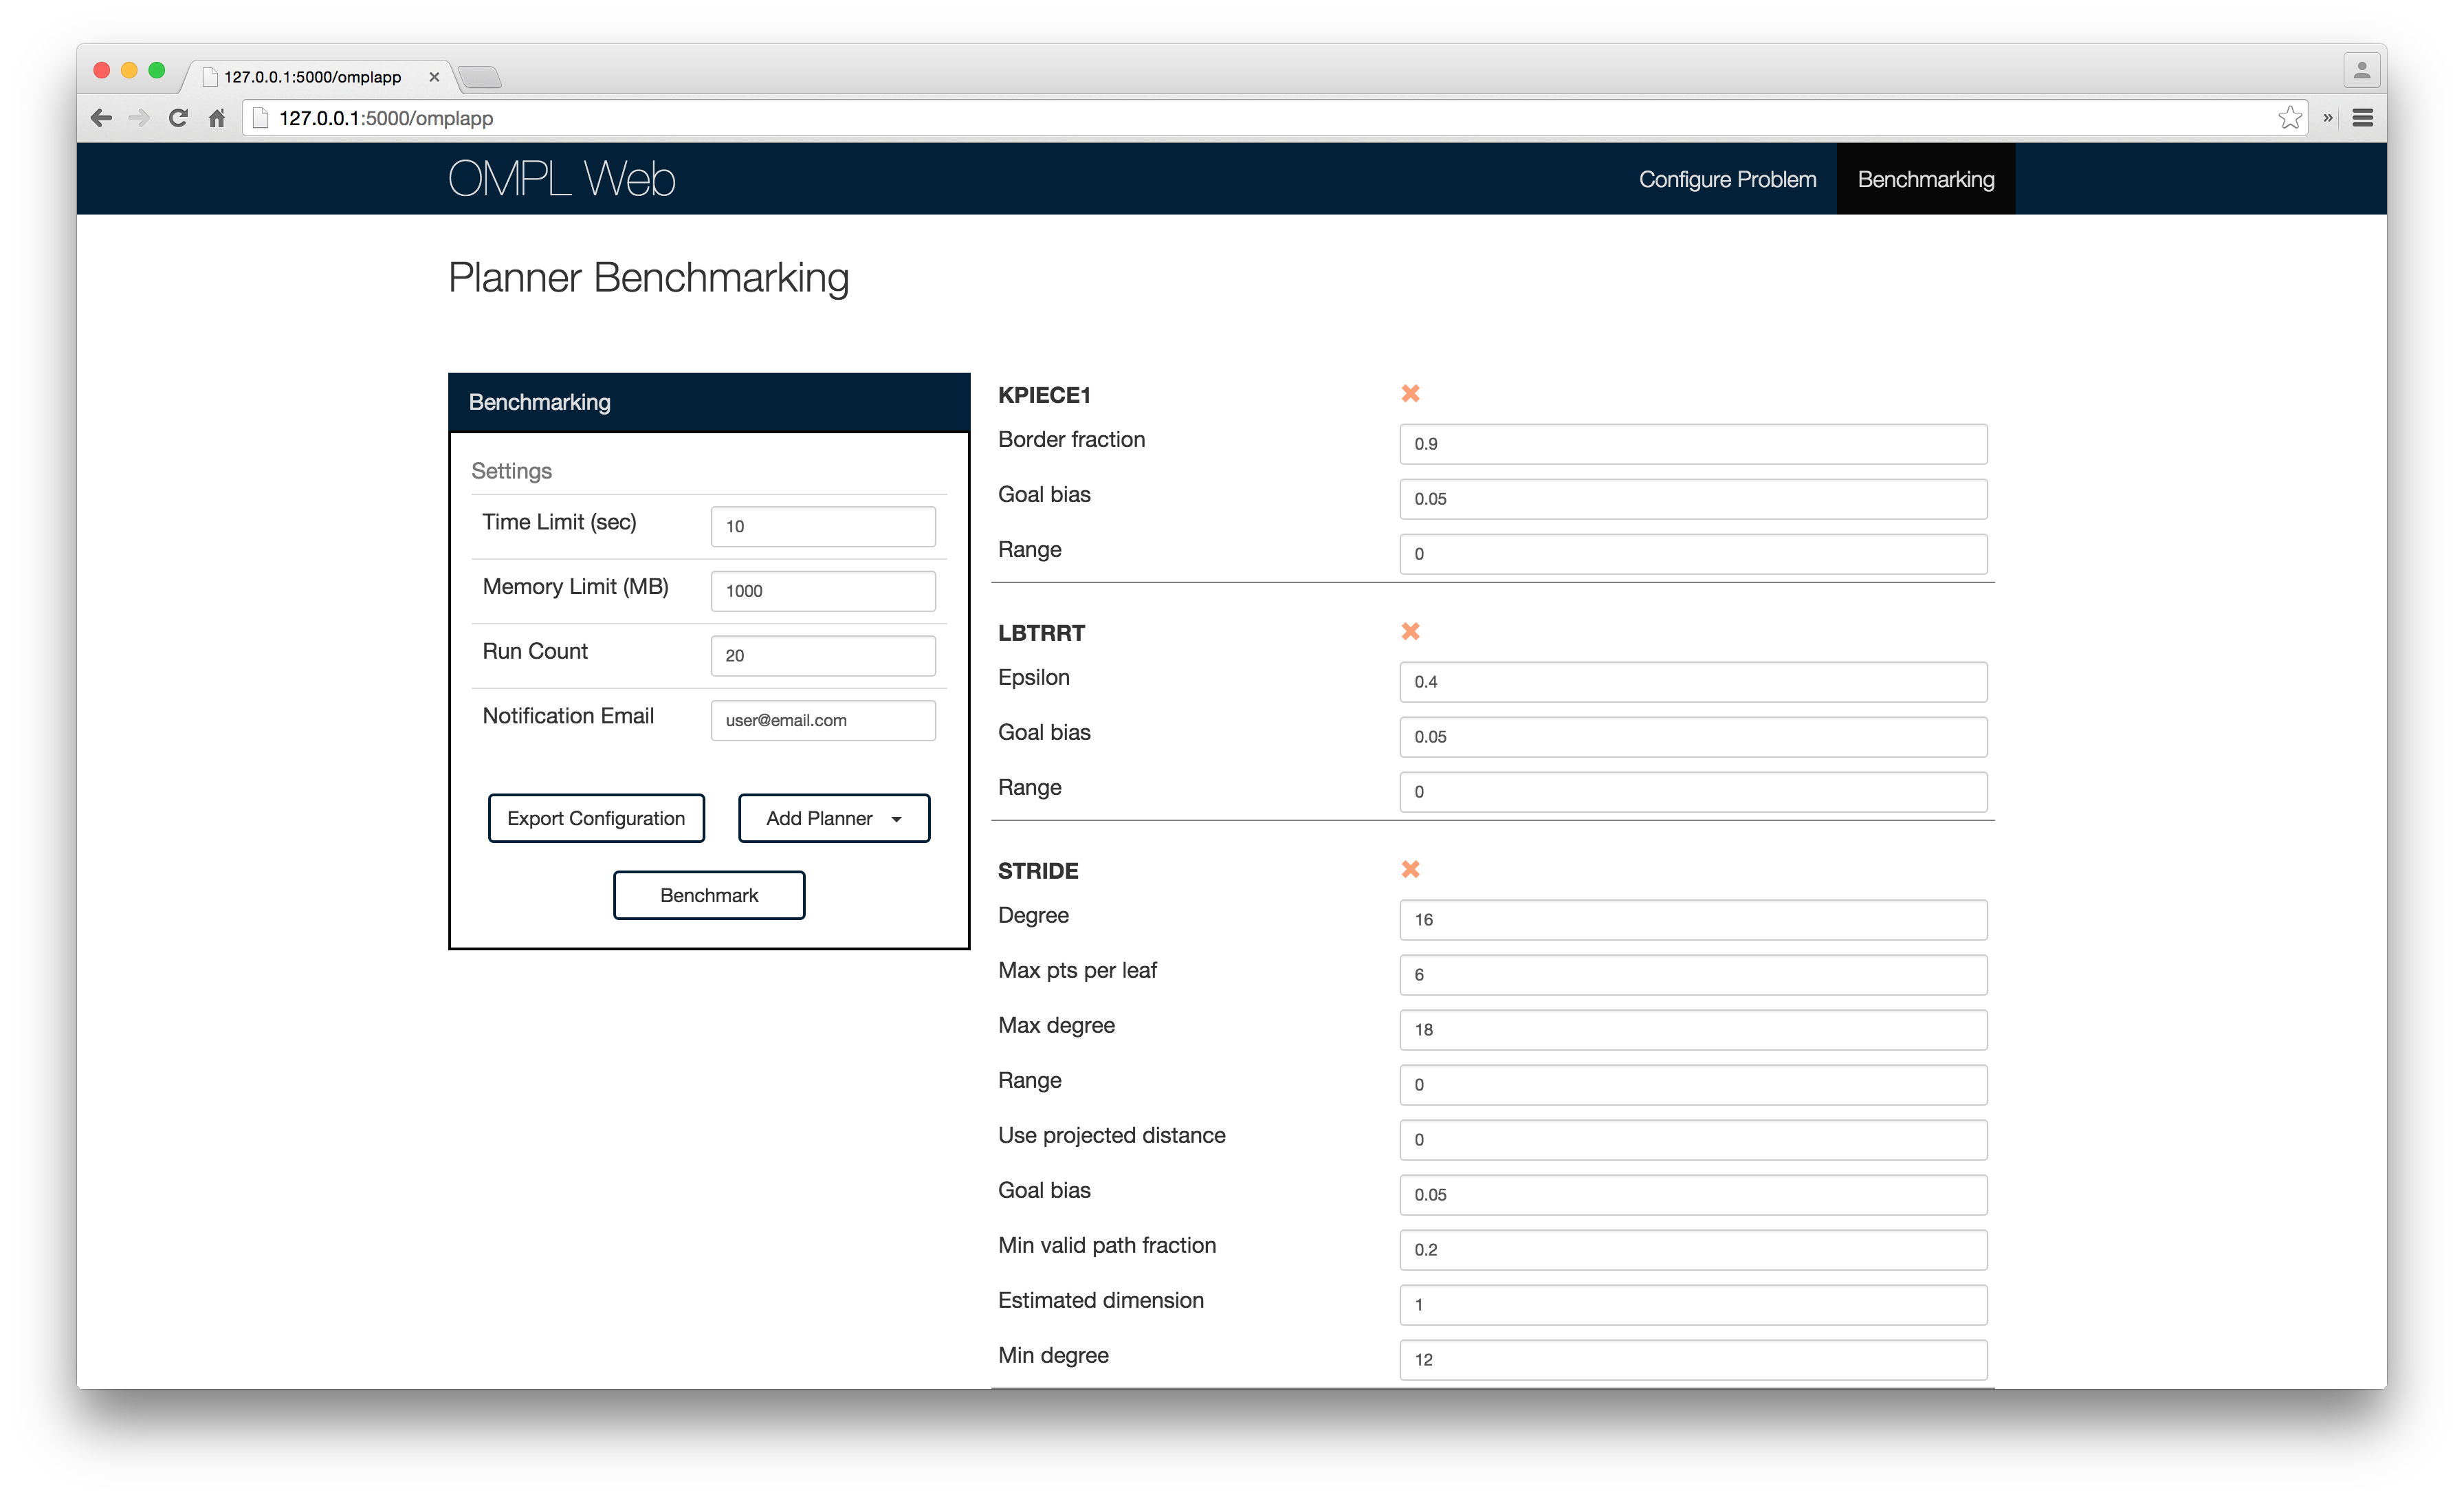 127.0.0.1:5000/omplapp
127.0.0.1:5000/omplapp
OMPL Web
Configure Problem
Benchmarking
Planner Benchmarking
Benchmarking
Settings
Time Limit (sec) 10
Memory Limit (MB) 1000
Run Count 20
Notification Email user@email.com
Export Configuration
Add Planner
Benchmark
KPIECE1
Border fraction 0.9
Goal bias 0.05
Range 0
LBTRRT
Epsilon 0.4
Goal bias 0.05
Range 0
STRIDE
Degree 16
Max pts per leaf 6
Max degree 18
Range 0
Use projected distance 0
Goal bias 0.05
Min valid path fraction 0.2
Estimated dimension 1
Min degree 12